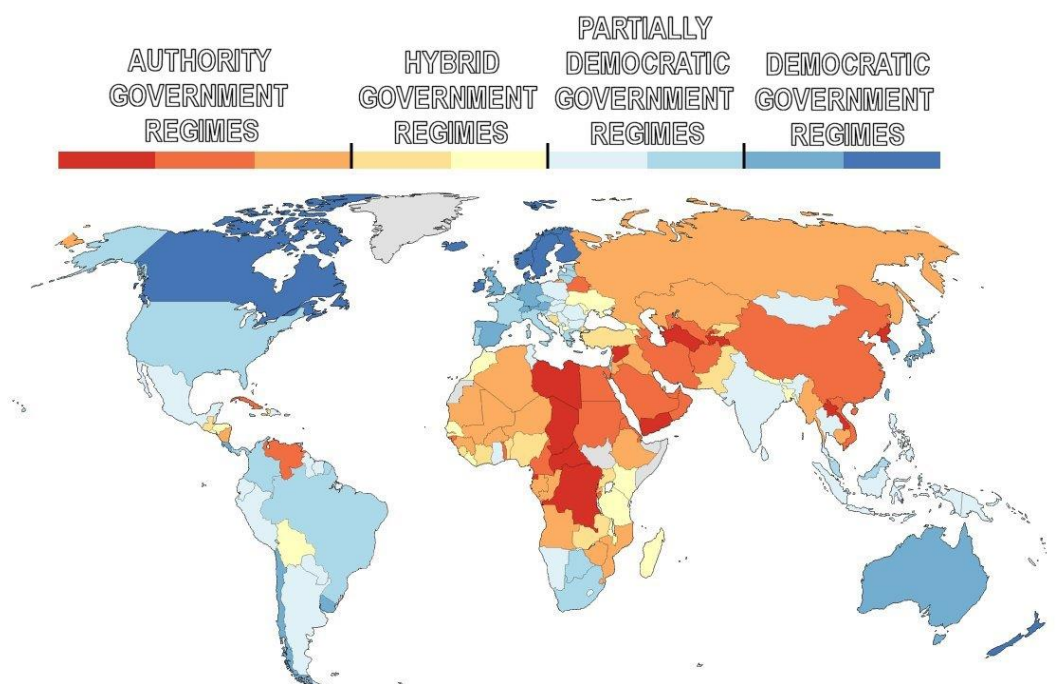 AUTHORITY
GOVERNMENT
REGIMES
HYBRID
GOVERNMENT
REGIMES
PARTIALLY
DEMOCRATIC
GOVERNMENT
REGIMES
DEMOCRATIC
GOVERNMENT
REGIMES